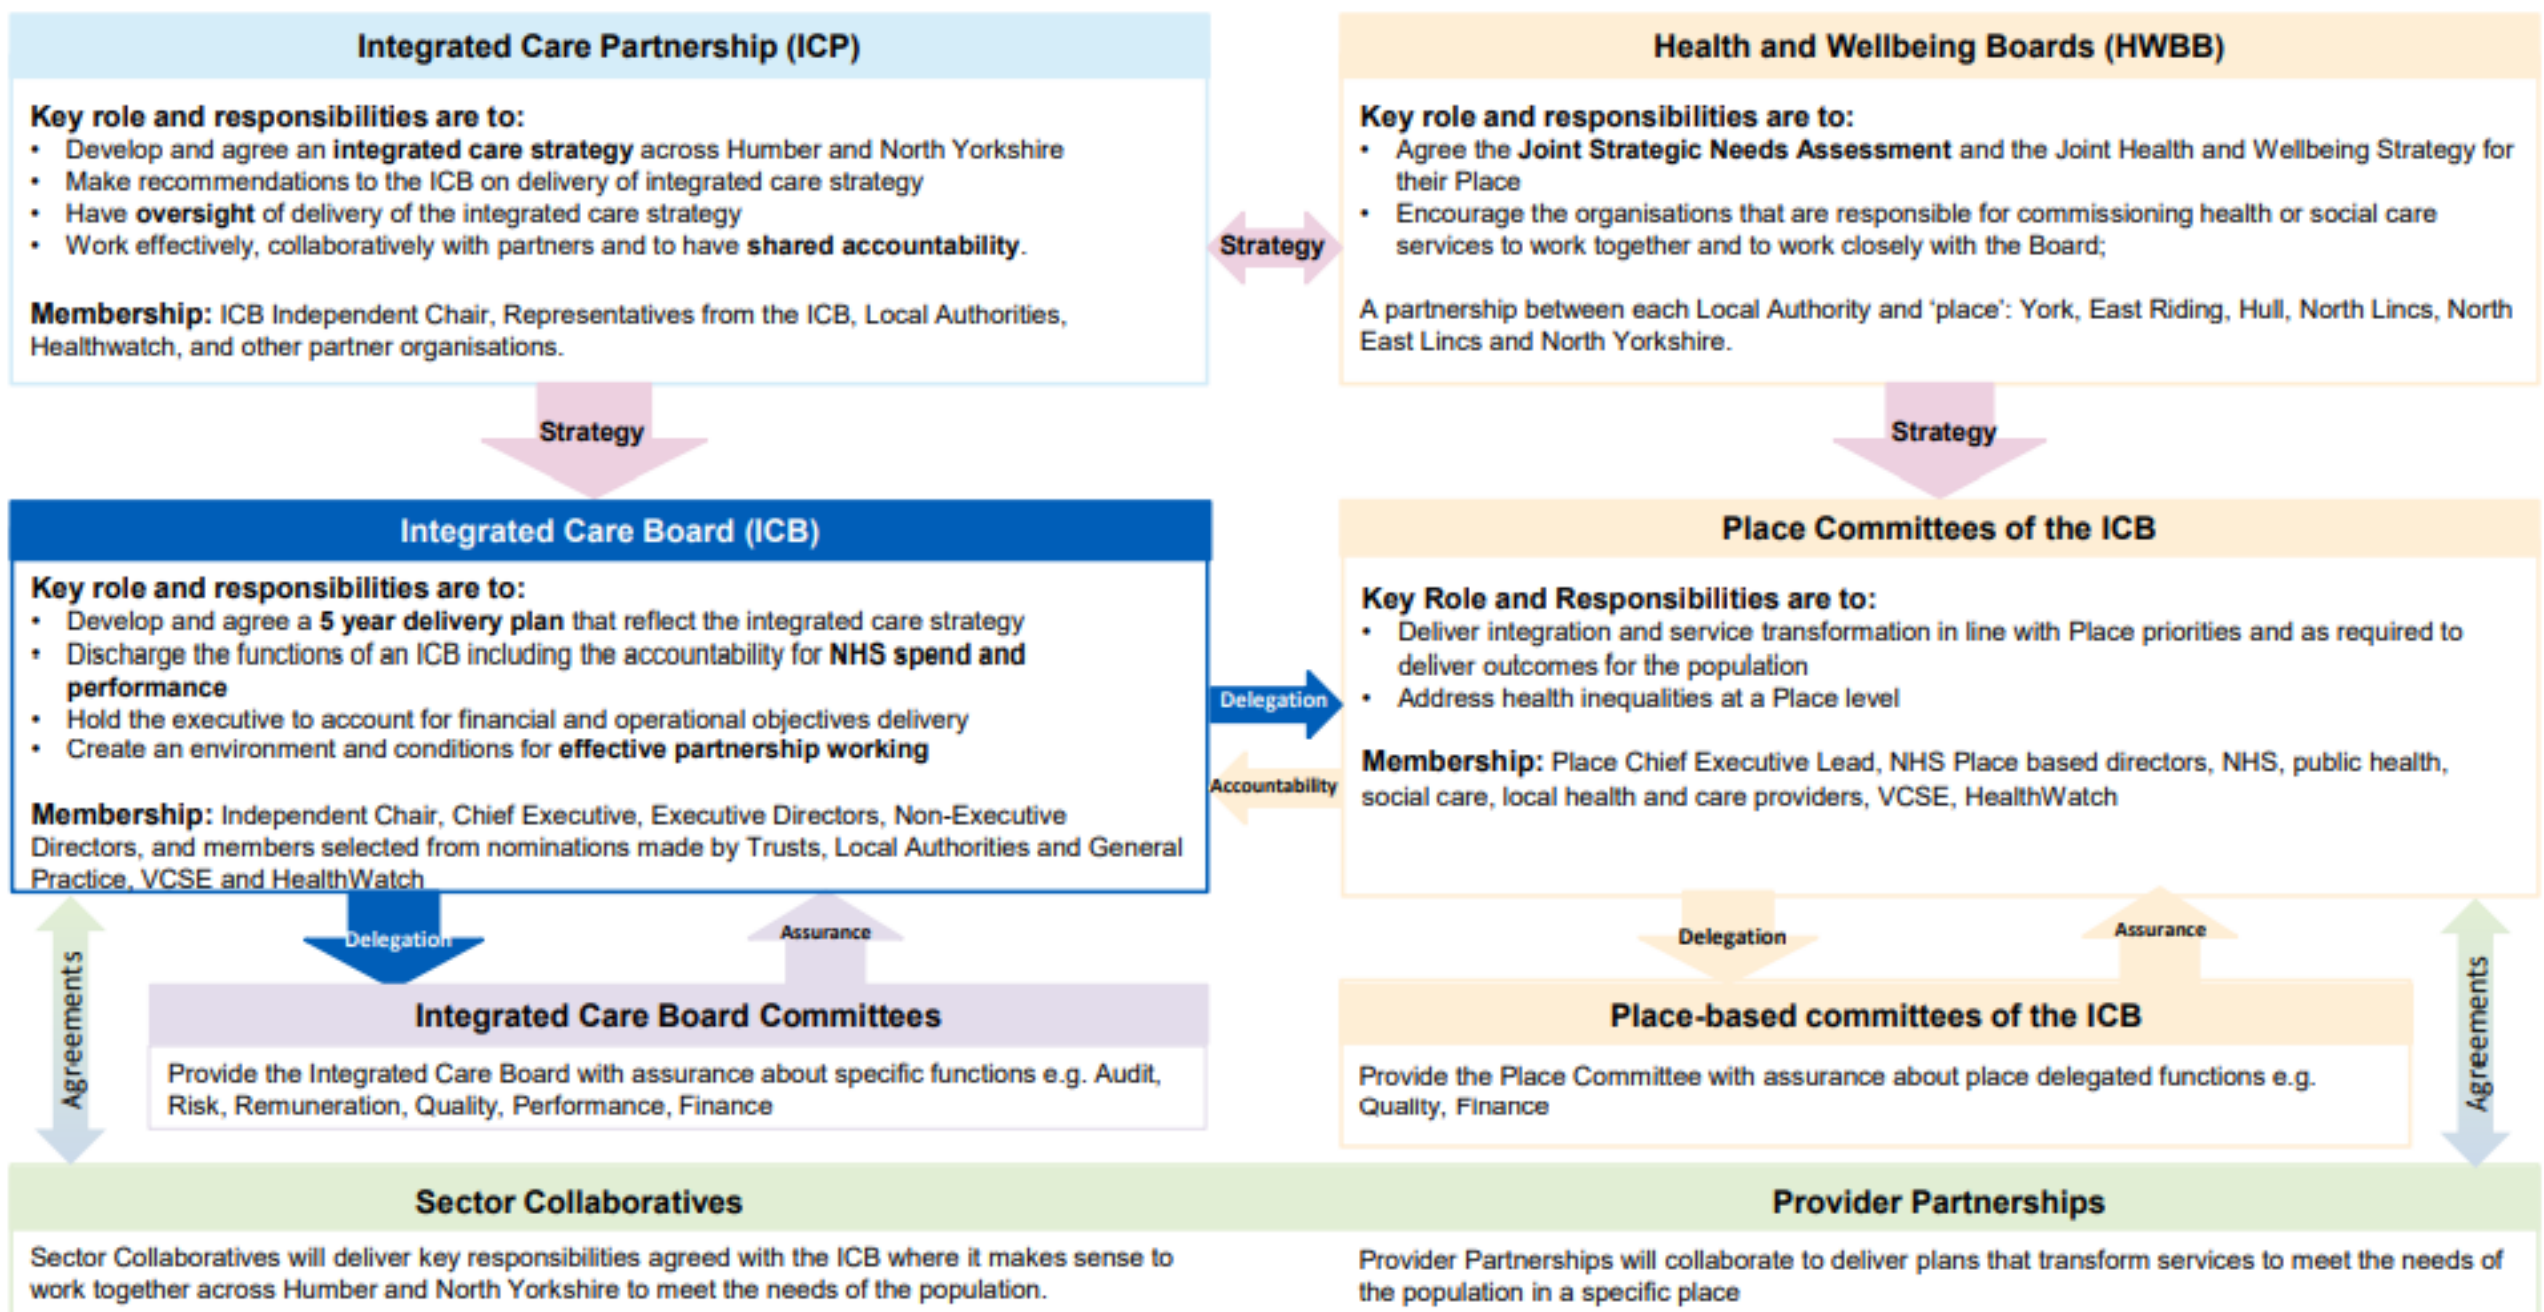 Integrated Care Partnership (ICP)
Key role and responsibilities are to:
• Develop and agree an integrated care strategy across Humber and North Yorkshire
• Make recommendations to the ICB on delivery of integrated care strategy
• Have oversight of delivery of the integrated care strategy
• Work effectively, collaboratively with partners and to have shared accountability.
Membership: ICB Independent Chair, Representatives from the ICB, Local Authorities,
Healthwatch, and other partner organisations.
Strategy
Health and Wellbeing Boards (HWBB)
Key role and responsibilities are to:
• Agree the Joint Strategic Needs Assessment and the Joint Health and Wellbeing Strategy for
their Place
• Encourage the organisations that are responsible for commissioning health or social care
services to work together and to work closely with the Board;
A partnership between each Local Authority and ‘place’: York, East Riding, Hull, North Lincs, North
East Lincs and North Yorkshire.
Strategy
Strategy
Integrated Care Board (ICB)
Key role and responsibilities are to:
• Develop and agree a 5 year delivery plan that reflect the integrated care strategy
• Discharge the functions of an ICB including the accountability for NHS spend and
performance
• Hold the executive to account for financial and operational objectives delivery
• Create an environment and conditions for effective partnership working
Membership: Independent Chair, Chief Executive, Executive Directors, Non-Executive
Directors, and members selected from nominations made by Trusts, Local Authorities and General
Practice, VCSE and HealthWatch
Delegation
Accountability
Place Committees of the ICB
Key Role and Responsibilities are to:
• Deliver integration and service transformation in line with Place priorities and as required to
deliver outcomes for the population
• Address health inequalities at a Place level
Membership: Place Chief Executive Lead, NHS Place based directors, NHS, public health,
social care, local health and care providers, VCSE, HealthWatch
Agreements
Delegation
Assurance
Delegation
Assurance
Agreements
Integrated Care Board Committees
Provide the Integrated Care Board with assurance about specific functions e.g. Audit,
Risk, Remuneration, Quality, Performance, Finance
Place-based committees of the ICB
Provide the Place Committee with assurance about place delegated functions e.g.
Quality, Finance
Sector Collaboratives
Sector Collaboratives will deliver key responsibilities agreed with the ICB where it makes sense to
work together across Humber and North Yorkshire to meet the needs of the population.
Provider Partnerships
Provider Partnerships will collaborate to deliver plans that transform services to meet the needs of
the population in a specific place